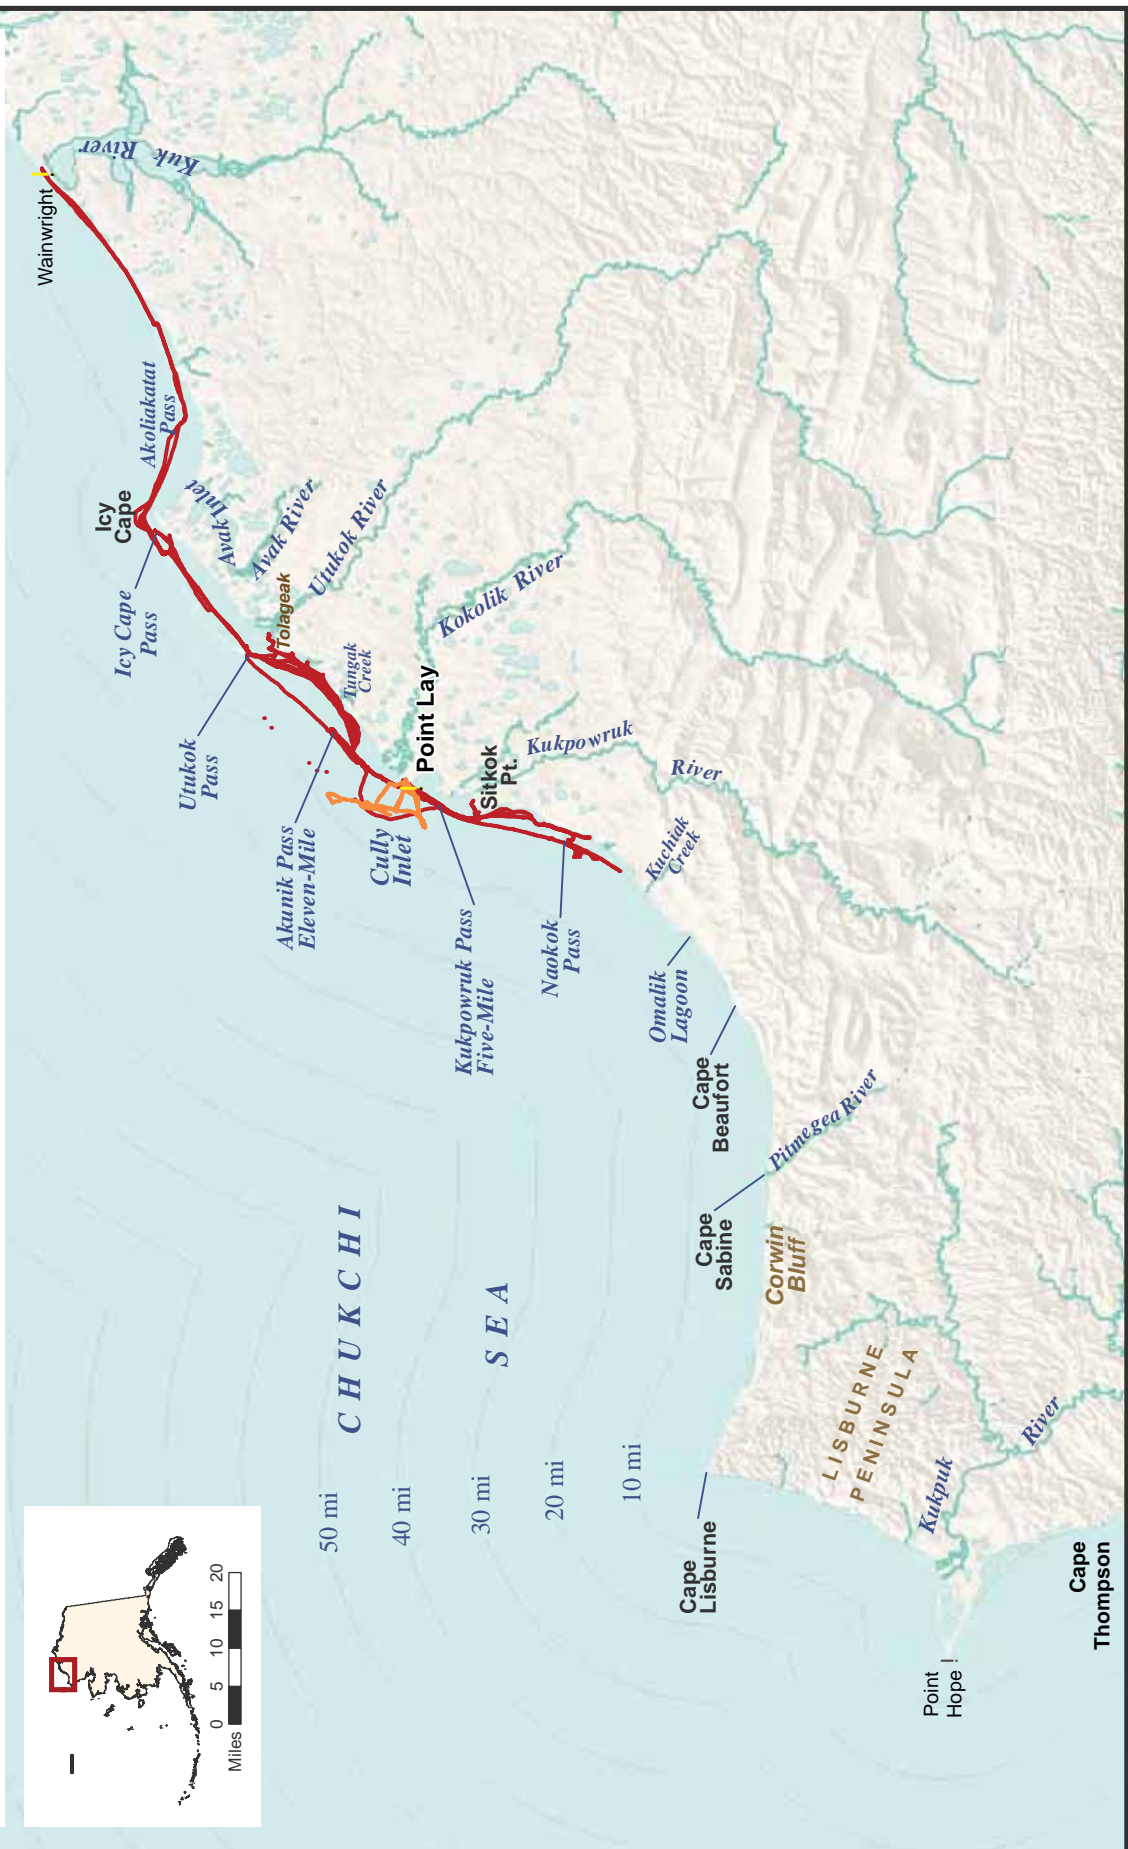 Wainwright
Kuk River
Akoliakatat
Pass
Icy
Cape
Avak Inlet
Avak River
Utukok River
Icy Cape
Pass
Tolageak
Tungak
Creek
Kokolik River
Utukok
Pass
Point Lay
Akunik Pass
Eleven-Mile
Cully
Inlet
Sitkok
Pt.
Kukpowruk
River
Kukpowruk Pass
Five-Mile
Naokok
Pass
Kuchiak
Creek
Omalik
Lagoon
Cape
Beaufort
Pitmegea River
Cape
Sabine
Corwin
Bluff
CHUKCHI
SEA
LISBURNE
PENINSULA
50 mi
40 mi
30 mi
20 mi
10 mi
Cape
Lisburne
Kukpuk
River
Point
Hope
Cape
Thompson
0 5 10 15 20
Miles